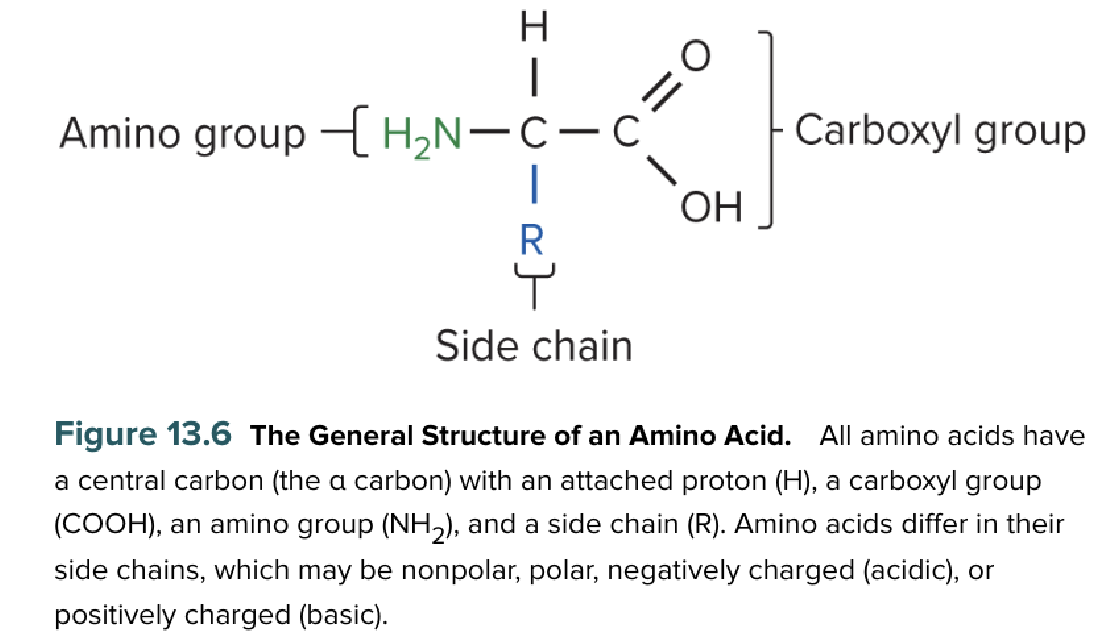 H
O
Amino group H₂N—C—C Carboxyl group
OH
R
Side chain
Figure 13.6 The General Structure of an Amino Acid. All amino acids have
a central carbon (the α carbon) with an attached proton (H), a carboxyl group
(COOH), an amino group (NH₂), and a side chain (R). Amino acids differ in their
side chains, which may be nonpolar, polar, negatively charged (acidic), or
positively charged (basic).